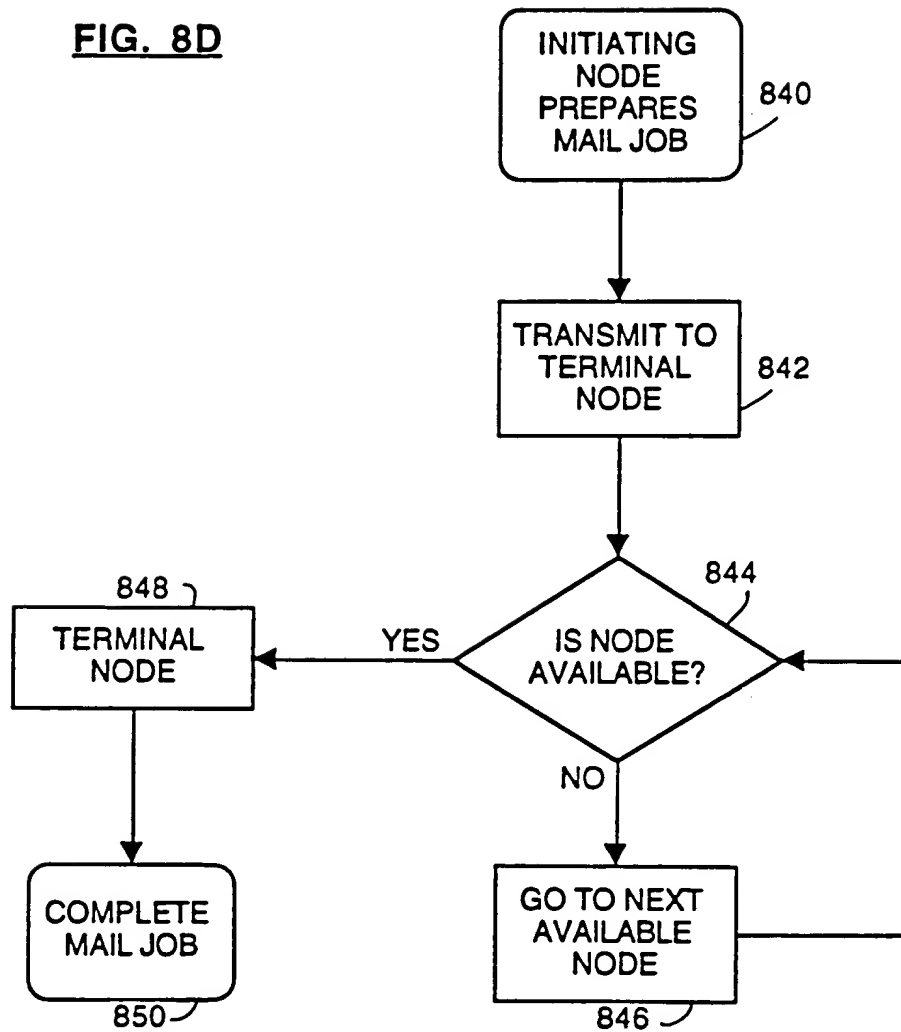 FIG. 8D
INITIATING
NODE
PREPARES
MAIL JOB
840
TRANSMIT TO
TERMINAL
NODE
842
844
IS NODE
AVAILABLE?
YES
848
TERMINAL
NODE
NO
COMPLETE
MAIL JOB
850
GO TO NEXT
AVAILABLE
NODE
846